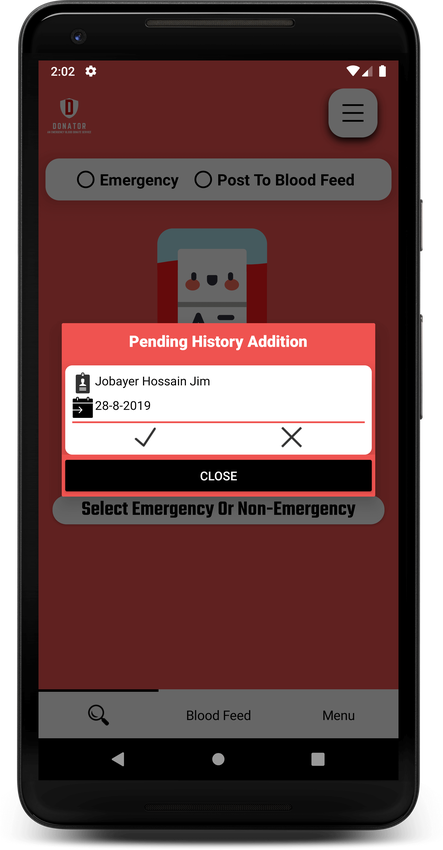 2:02
DONATOR
Emergency
Post To Blood Feed
Pending History Addition
Jobayer Hossain Jim
28-8-2019
CLOSE
Select Emergency Or Non-Emergency
Blood Feed
Menu